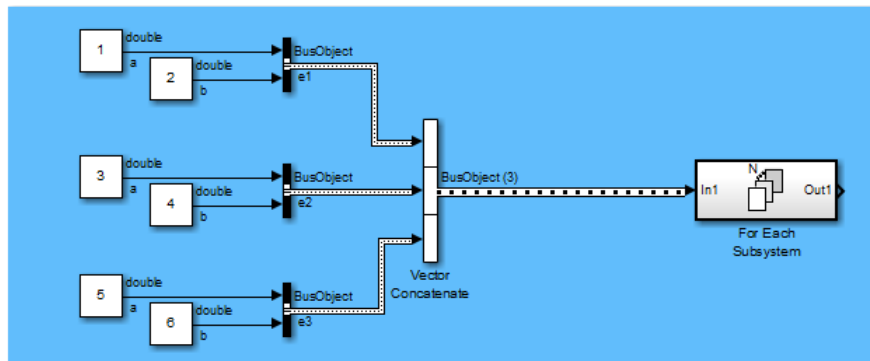 1
double
a
2
double
b
BusObject
e1
3
double
a
4
double
b
BusObject
e2
5
double
a
6
double
b
BusObject
e3
Vector
Concatenate
BusObject (3)
In1
N
Out1
For Each
Subsystem